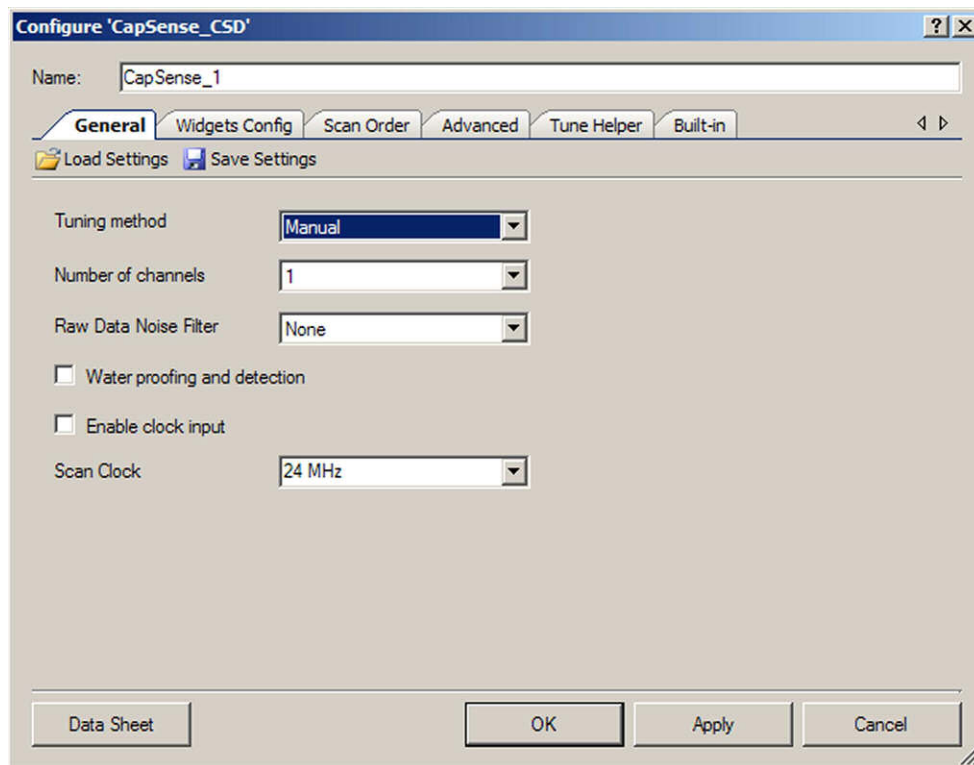 Configure 'CapSense_CSD'
Name: CapSense_1
General Widgets Config Scan Order Advanced Tune Helper Built-in
Load Settings Save Settings
Tuning method Manual
Number of channels 1
Raw Data Noise Filter None
Water proofing and detection
Enable clock input
Scan Clock 24 MHz
Data Sheet OK Apply Cancel